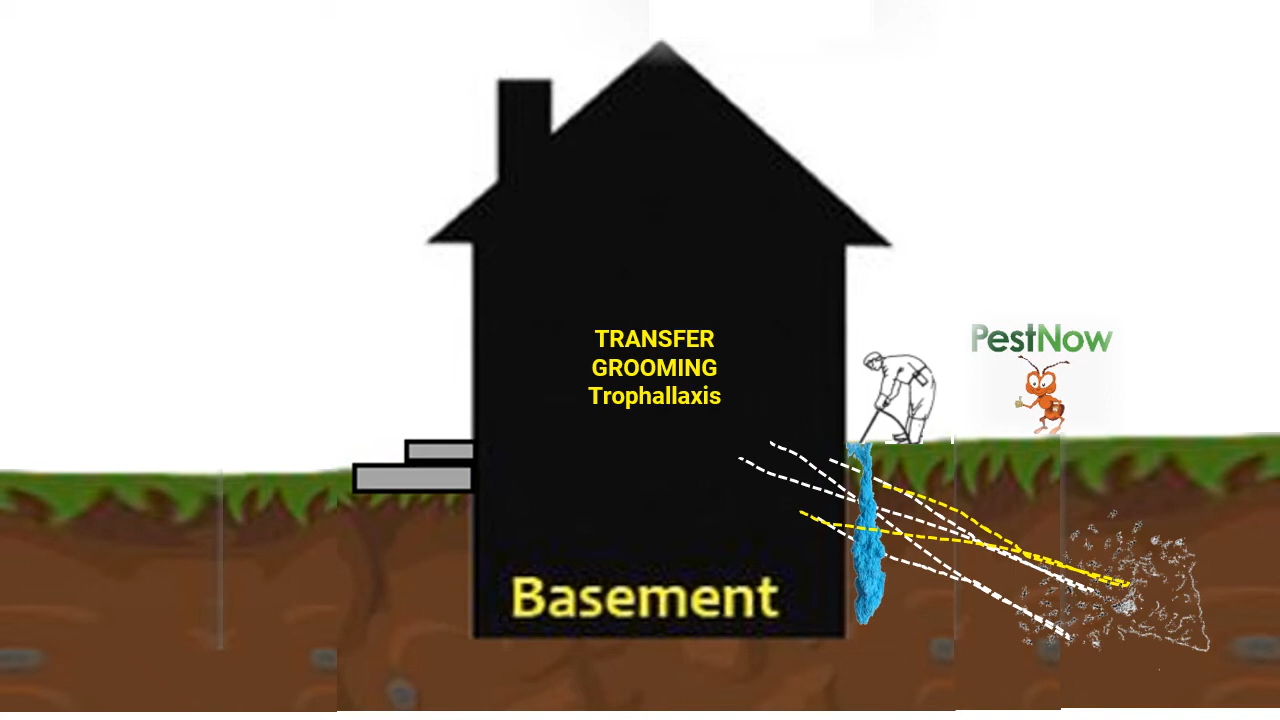 TRANSFER
GROOMING
Trophallaxis
PestNow
Basement